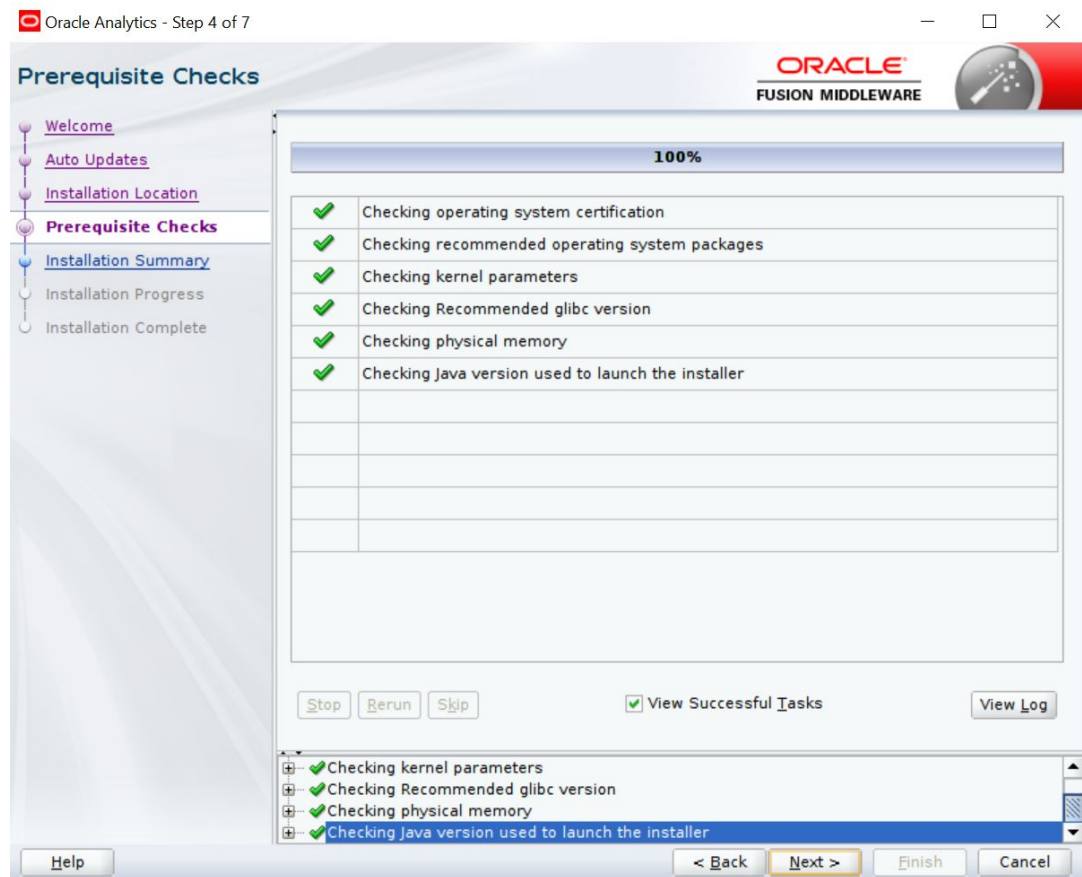 Oracle Analytics - Step 4 of 7
Prerequisite Checks
ORACLE
FUSION MIDDLEWARE
Welcome
Auto Updates
Installation Location
Prerequisite Checks
Installation Summary
Installation Progress
Installation Complete
100%
Checking operating system certification
Checking recommended operating system packages
Checking kernel parameters
Checking Recommended glibc version
Checking physical memory
Checking Java version used to launch the installer
Stop Rerun Skip View Successful Tasks View Log
Checking kernel parameters
Checking Recommended glibc version
Checking physical memory
Checking Java version used to launch the installer
Help < Back Next > Finish Cancel